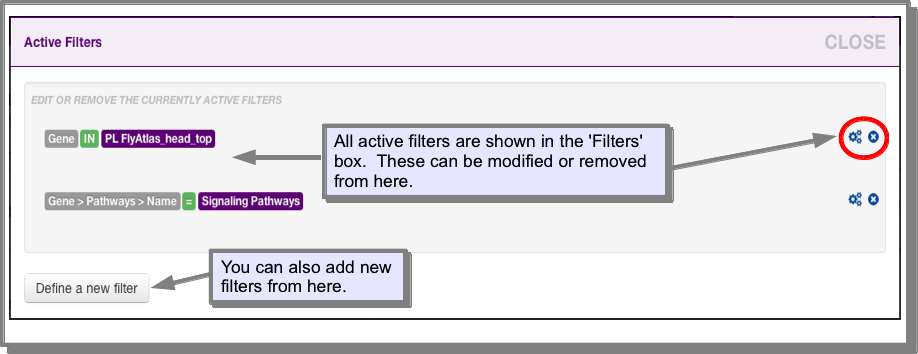 Active Filters
CLOSE
EDIT OR REMOVE THE CURRENTLY ACTIVE FILTERS
Gene IN PL FlyAtlas_head_top
All active filters are shown in the 'Filters'
box. These can be modified or removed
from here.
Gene > Pathways > Name = Signaling Pathways
You can also add new
filters from here.
Define a new filter